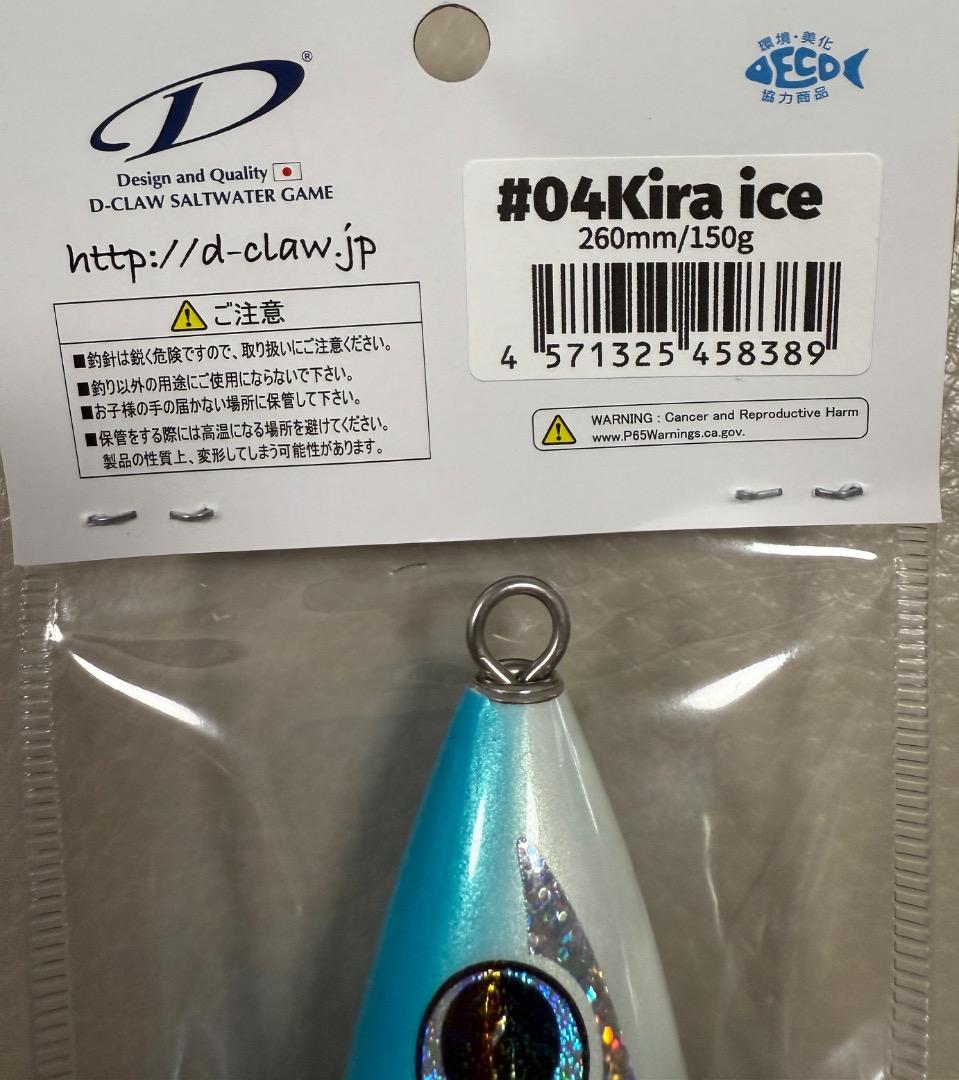 D®
Design and Quality
D-CLAW SALTWATER GAME
http://d-claw.jp
ご注意
■釣針は鋭く危険ですので、取り扱いにご注意ください。
■釣り以外の用途にご使用にならないで下さい。
■お子様の手の届かない場所に保管して下さい。
■保管をする際には高温になる場所を避けてください。
製品の性質上、変形してしまう可能性があります。
環境・美化
ECO
協力商品
#04Kira ice
260mm/150g
4 571325 458389
WARNING : Cancer and Reproductive Harm
www.P65Warnings.ca.gov.